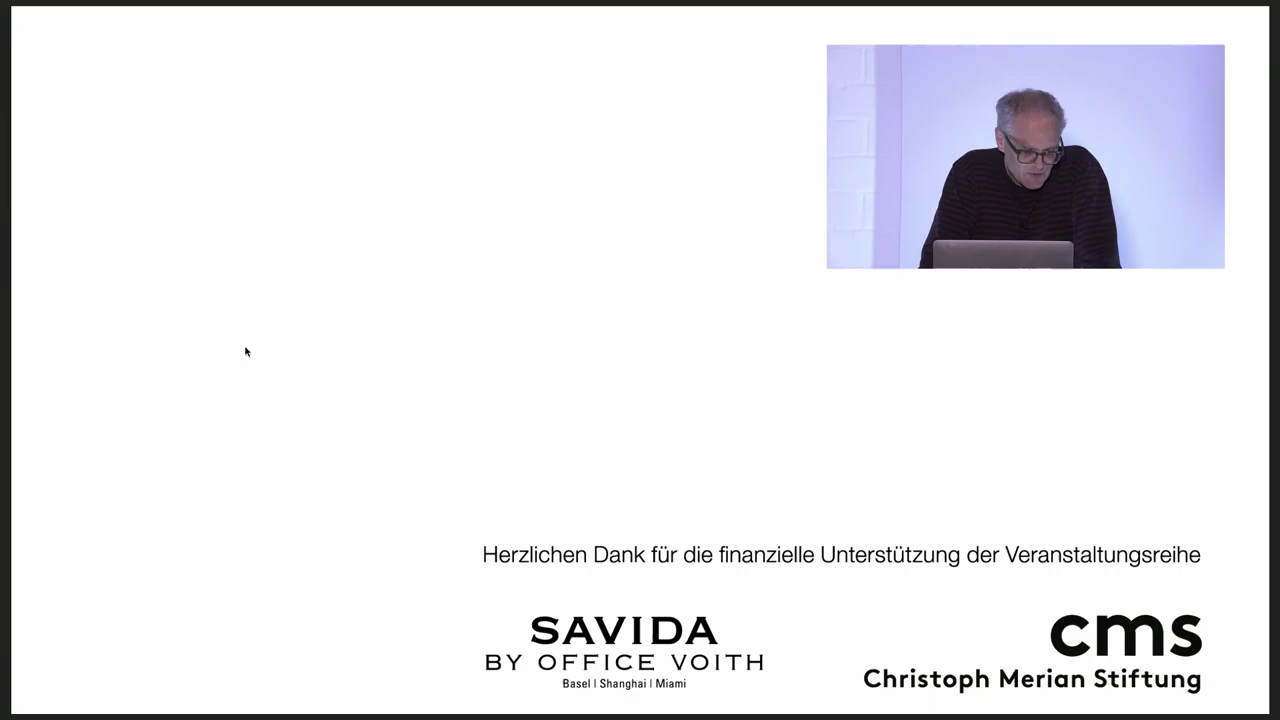 Herzlichen Dank für die finanzielle Unterstützung der Veranstaltungsreihe
SAVIDA
BY OFFICE VOITH
Basel | Shanghai | Miami
cms
Christoph Merian Stiftung